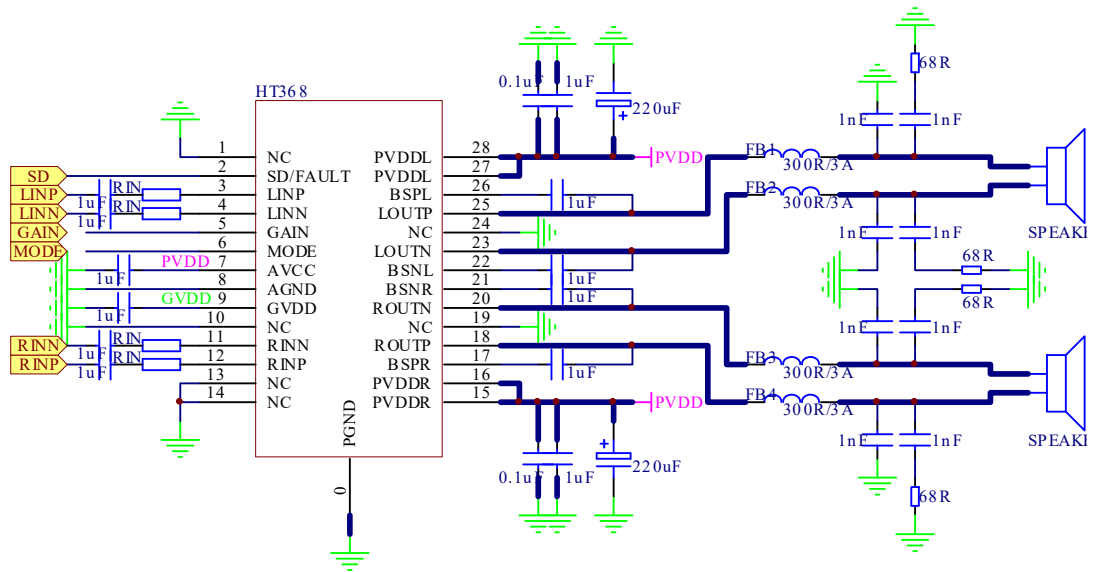 68R
0.1uF 1uF
220uF
HT368
1nF 1nF
1 NC PVDDL 28 PVDD FB1 300R/3A
SD 2 SD/FAULT PVDDL 27
LINP 1uF RIN 3 LINP BSPL 26 1uF FB2 300R/3A
LINN 1uF RIN 4 LINN LOUTP 25
GAIN 5 GAIN NC 24
MODE 6 MODE LOUTN 23
1nF 1nF SPEAKE
PVDD 1uF 7 AVCC BSNL 22 1uF
68R
8 AGND BSNR 21 1uF
68R
GVDD 1uF 9 GVDD ROUTN 20
10 NC NC 19
1nF 1nF
RINN 1uF RIN 11 RINN ROUTP 18
RINP 1uF RIN 12 RINP BSPR 17 1uF FB3 300R/3A
13 NC PVDDR 16
14 NC PVDDR 15 PVDD FB4 300R/3A
PGND
0
1nF 1nF SPEAKE
0.1uF 1uF
220uF
68R